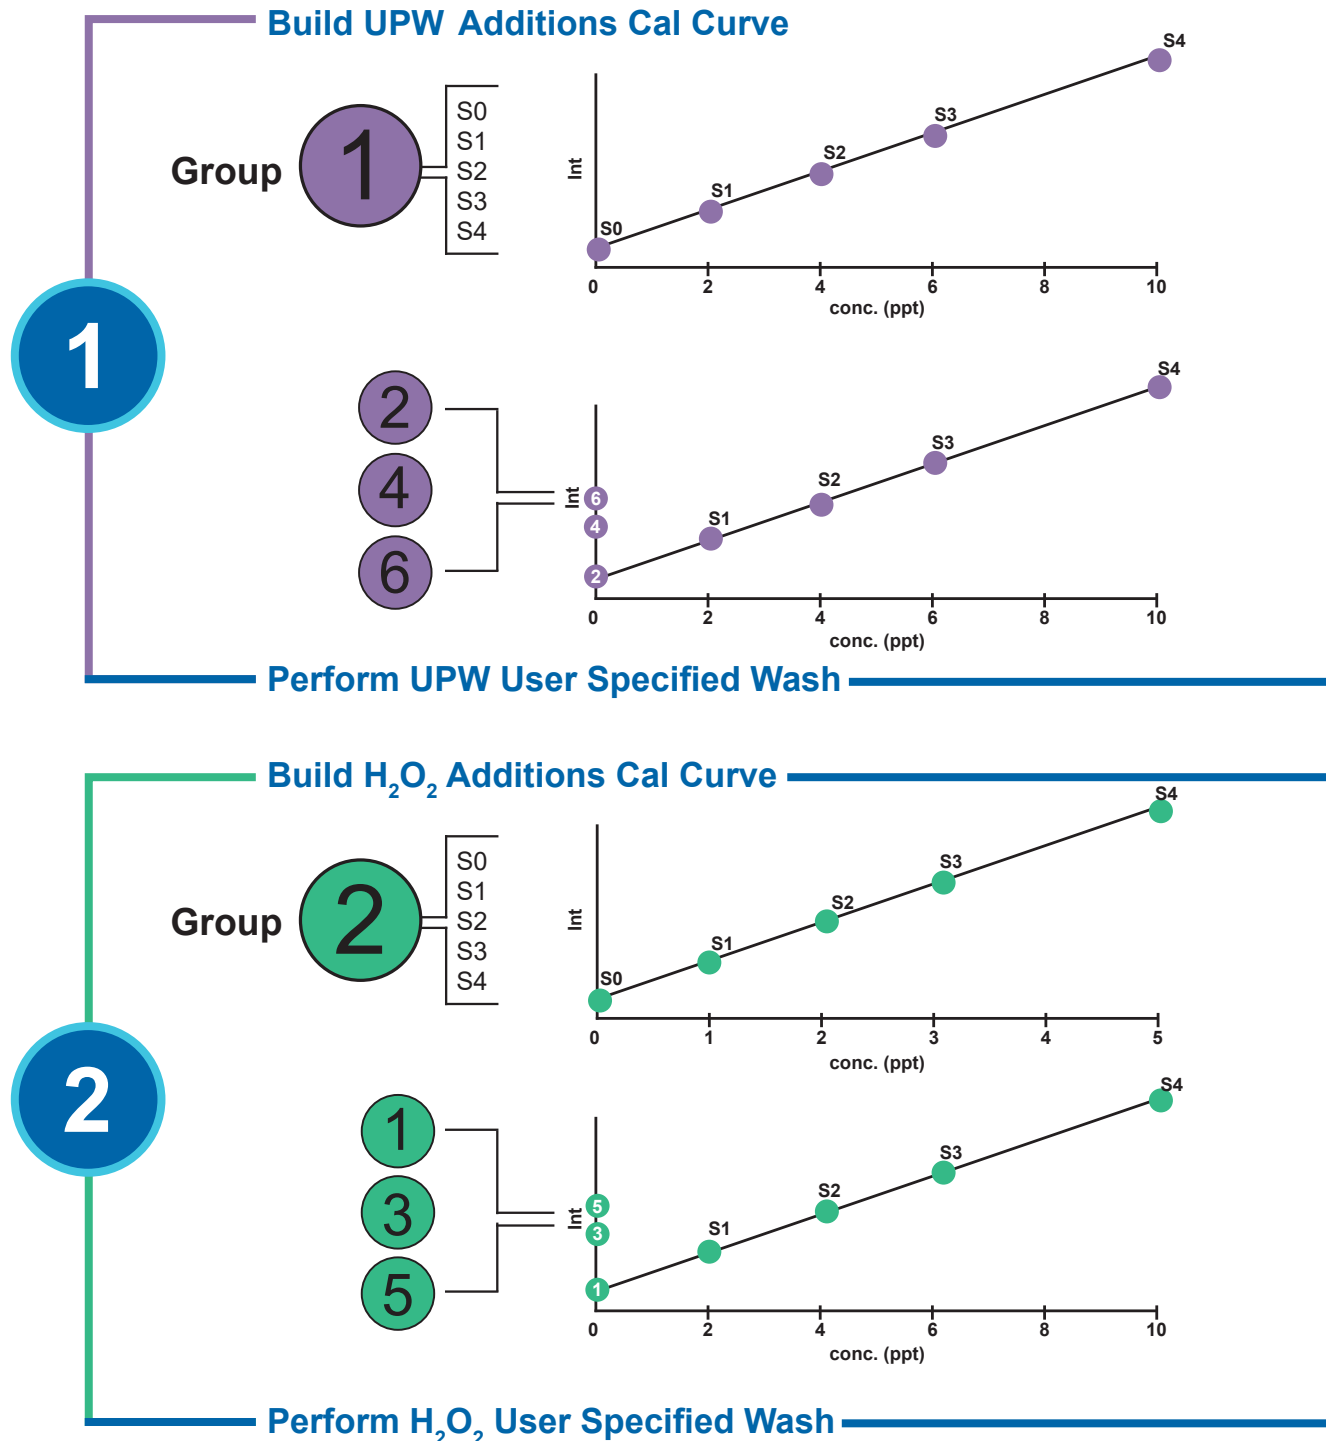 Build UPW Additions Cal Curve
Group
1
S0
S1
S2
S3
S4
Int
S0
S1
S2
S3
S4
0 2 4 6 8 10
conc. (ppt)
1
2
4
6
Int
6
4
2
S1
S2
S3
S4
0 2 4 6 8 10
conc. (ppt)
Perform UPW User Specified Wash
Build H₂O₂ Additions Cal Curve
Group
2
S0
S1
S2
S3
S4
Int
S0
S1
S2
S3
S4
0 1 2 3 4 5
conc. (ppt)
2
1
3
5
Int
5
3
1
S1
S2
S3
S4
0 2 4 6 8 10
conc. (ppt)
Perform H₂O₂ User Specified Wash